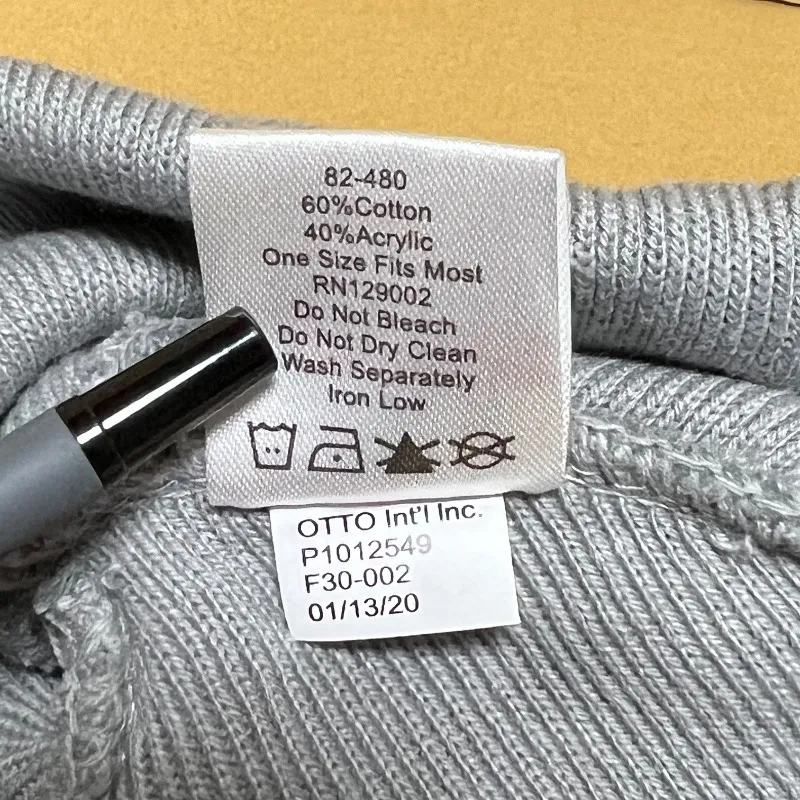 82-480
60%Cotton
40%Acrylic
One Size Fits Most
RN129002
Do Not Bleach
Do Not Dry Clean
Wash Separately
Iron Low
OTTO Int'l Inc.
P1012549
F30-002
01/13/20